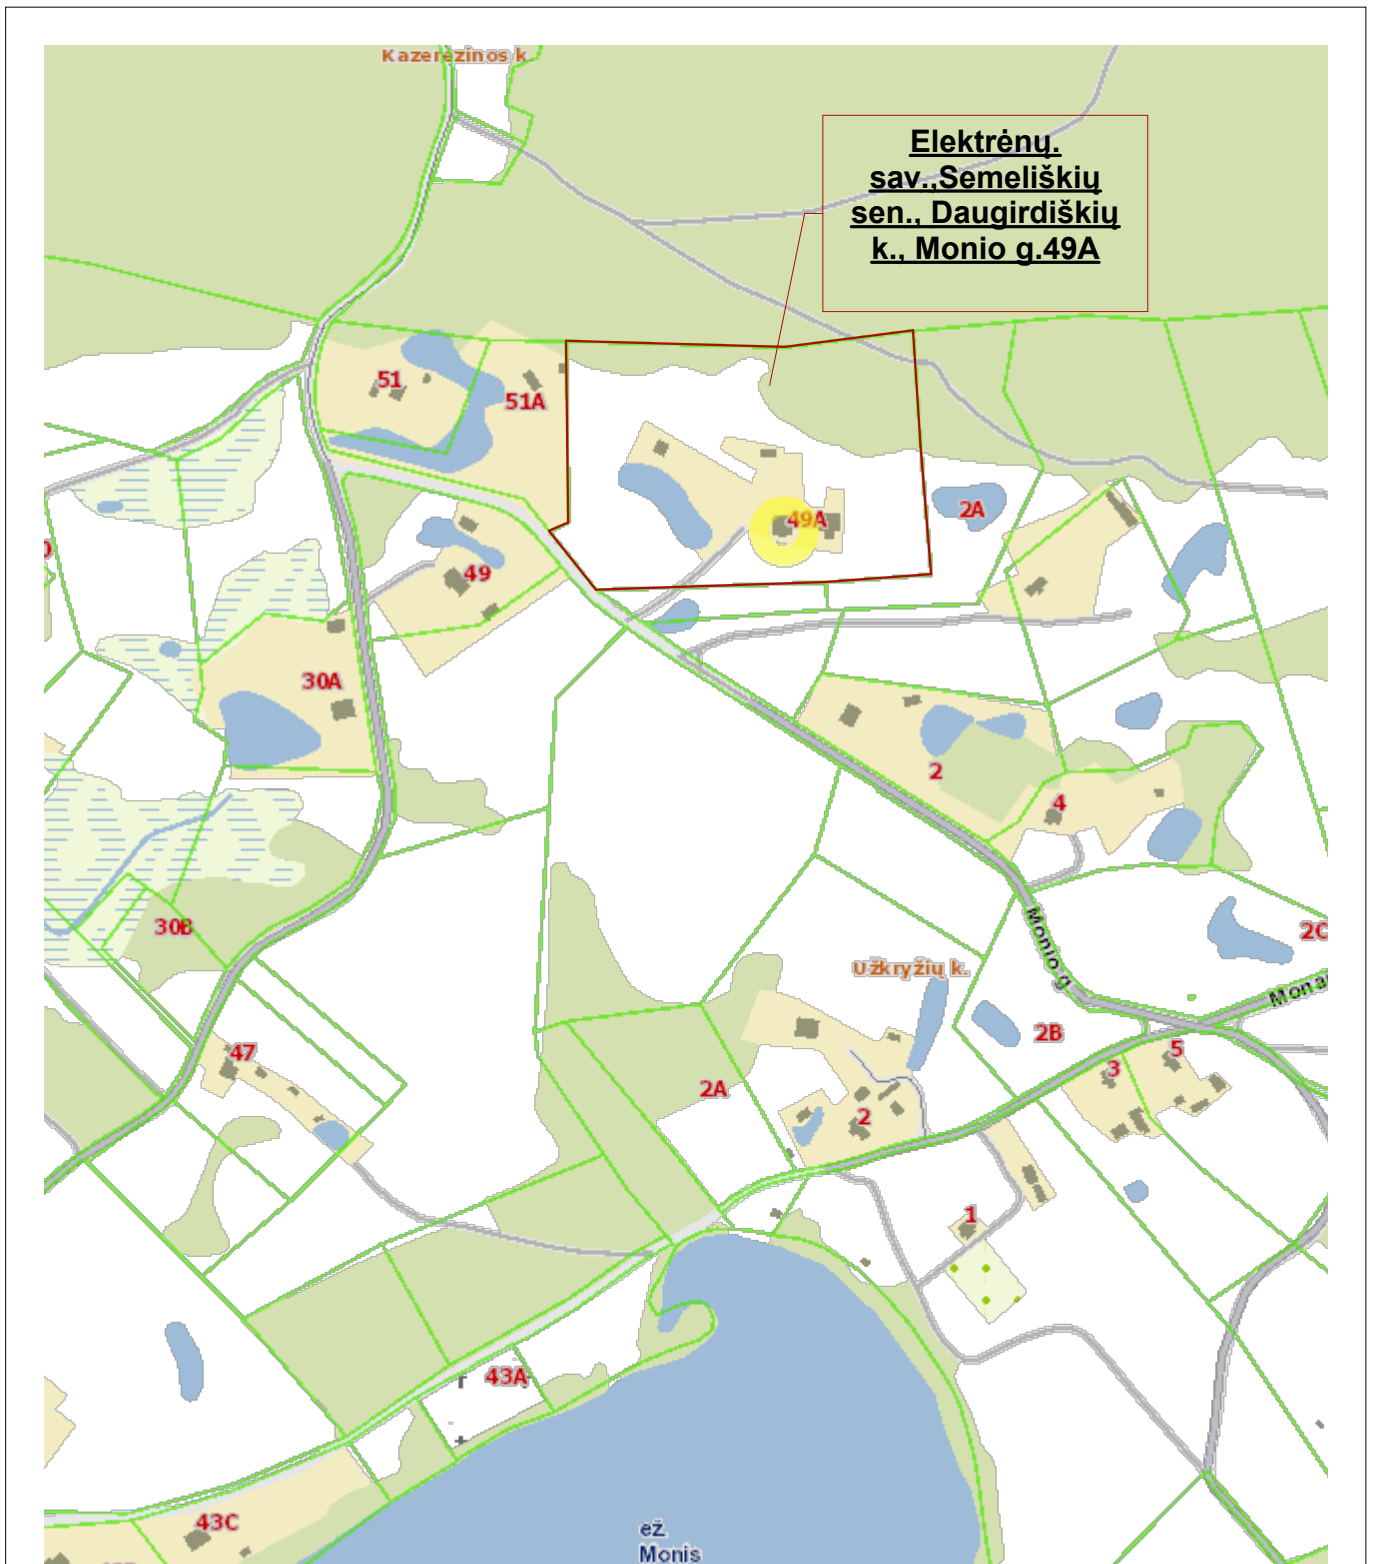 Kazerezinos k.
Elektrėnų.
sav.,Semeliškių
sen., Daugirdiškių
k., Monio g.49A
51
51A
49A
2A
49
30A
2
4
30B
Monio g.
2C
Užkryžių k.
2B
47
5
3
2A
2
1
43A
43C
ež.
Monis